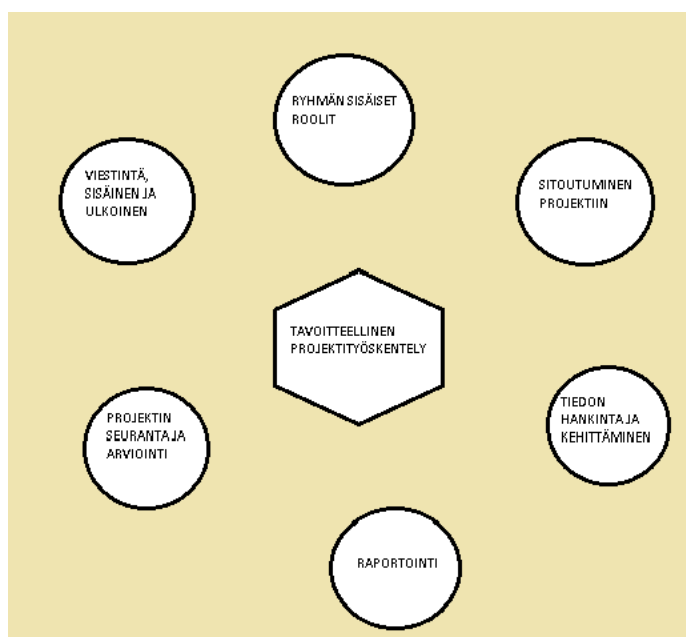 RYHMÄN SISÄISET
ROOLIT
VIESTINTÄ,
SISÄINEN JA
ULKOINEN
SITOUTUMINEN
PROJEKTIIN
TAVOITTEELLINEN
PROJEKTITYÖSKENTELY
TIEDON
HANKINTA JA
KEHITTÄMINEN
PROJEKTIN
SEURANTA JA
ARVIOINTI
RAPORTOINTI